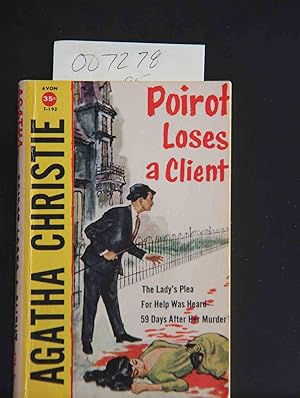 007278
AVON
35¢
T-192
AGATHA CHRISTIE
Poirot
Loses
a Client
The Lady's Plea
For Help Was Heard
59 Days After Her Murder
AGATHA